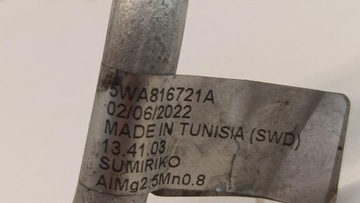 5WA816721A
02/06/2022
MADE IN TUNISIA (SWD)
13.41.03
SUMIRIKO
AlMg2.5Mn0.8